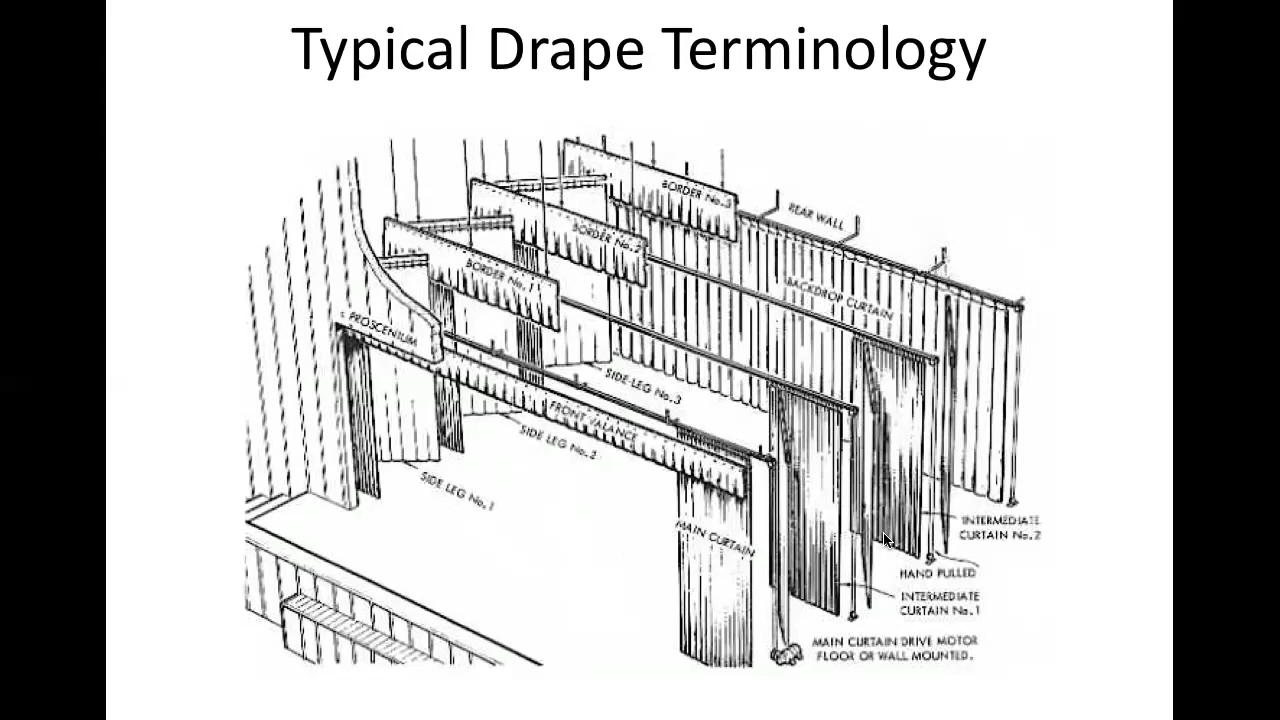 Typical Drape Terminology
BORDER No.3
REAR WALL
BORDER No.2
BORDER No.1
BACKDROP CURTAIN
PROSCENIUM
SIDE LEG No.3
FRONT VALANCE
SIDE LEG No.2
SIDE LEG No.1
MAIN CURTAIN
INTERMEDIATE
CURTAIN No.2
HAND PULLED
INTERMEDIATE
CURTAIN No.1
MAIN CURTAIN DRIVE MOTOR
FLOOR OR WALL MOUNTED.